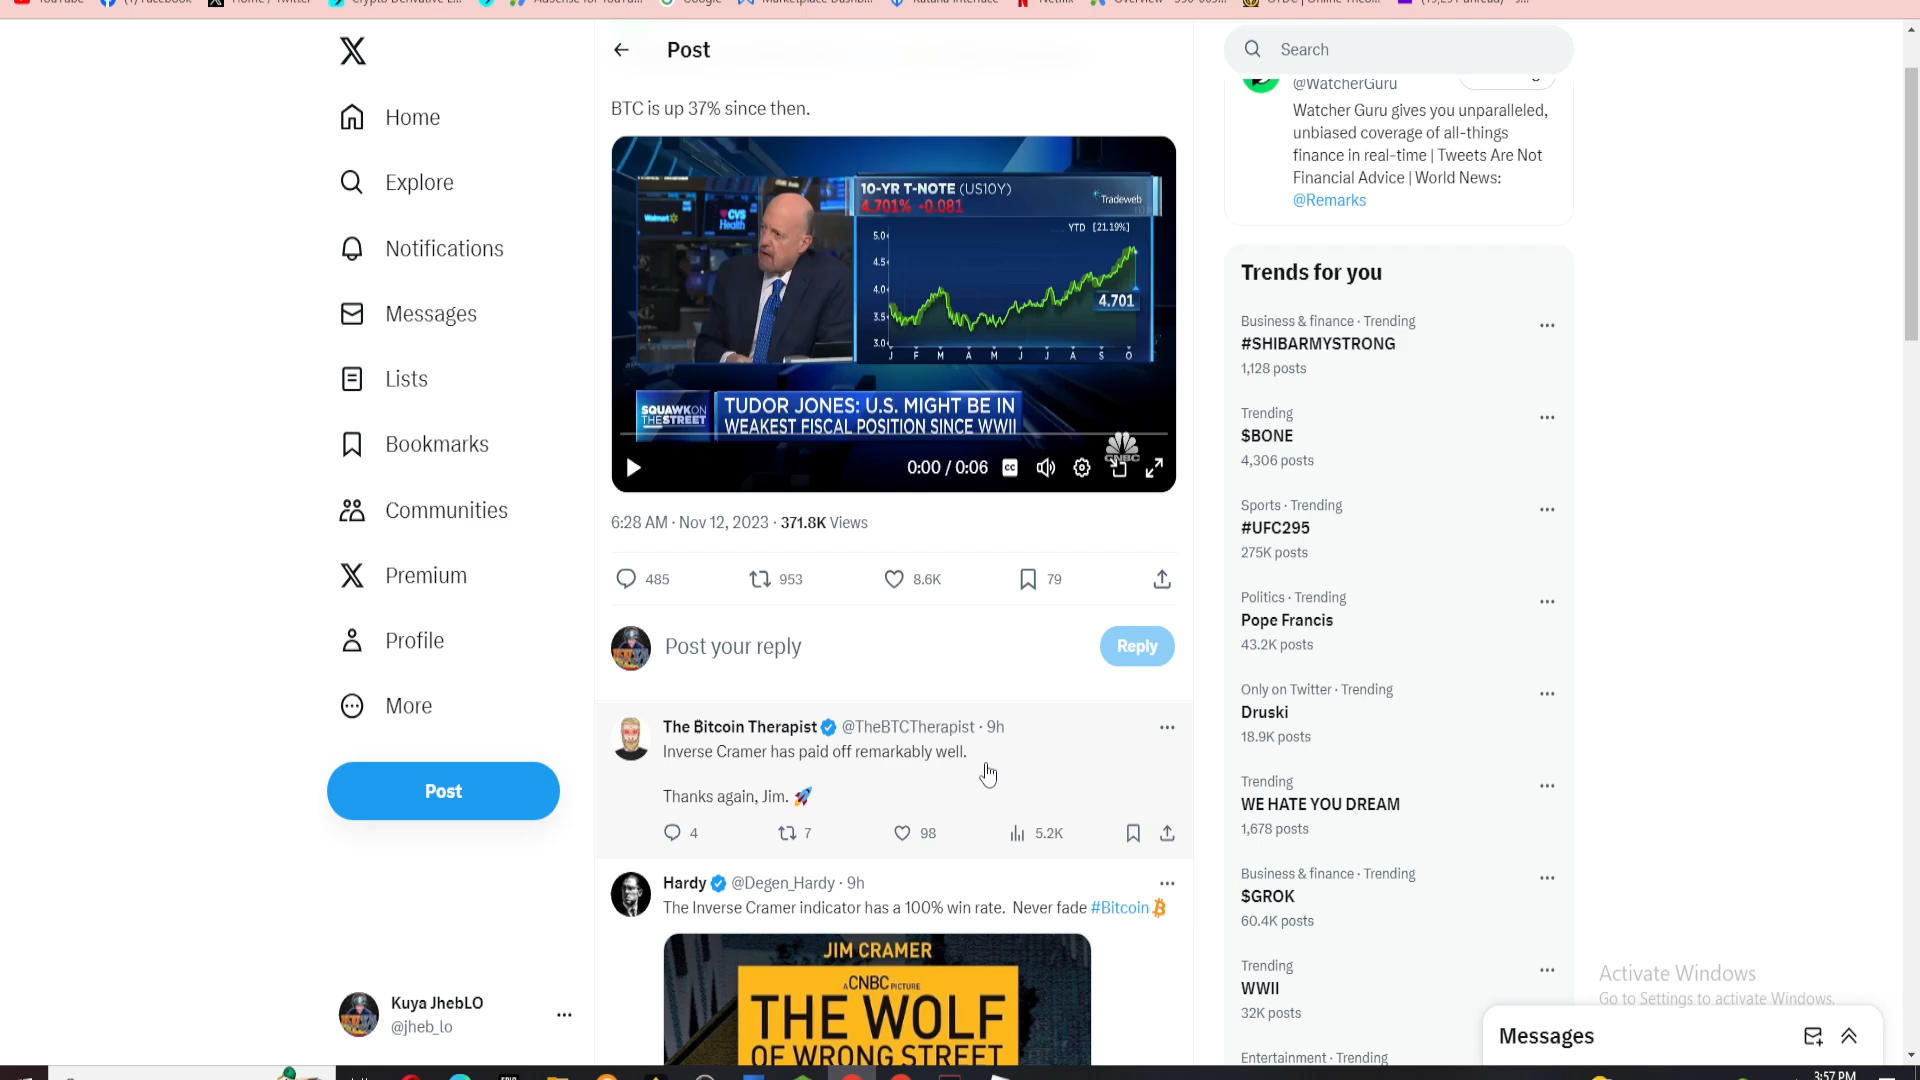 Post
Search
BTC is up 37% since then.
Home
Explore
Notifications
Messages
Lists
Bookmarks
Communities
Premium
Profile
More
Post
Kuya JhebLO
@jheb_lo
Walmart
CVS
Health
10-YR T-NOTE (US10Y)
4.701% -0.081
Tradeweb
YTD [21.19%]
5.0
4.5
4.0
3.5
3.0
4.701
J F M A M J J A S O
SQUAWK ON
THE STREET
TUDOR JONES: U.S. MIGHT BE IN
WEAKEST FISCAL POSITION SINCE WWII
CNBC
0:00 / 0:06
CC
6:28 AM · Nov 12, 2023 · 371.8K Views
485 953 8.6K 79
Post your reply
Reply
The Bitcoin Therapist @TheBTCTherapist · 9h
Inverse Cramer has paid off remarkably well.
Thanks again, Jim. 🚀
4 7 98 5.2K
Hardy @Degen_Hardy · 9h
The Inverse Cramer indicator has a 100% win rate. Never fade #Bitcoin
JIM CRAMER
A CNBC PICTURE
THE WOLF
OF WRONG STREET
@WatcherGuru
Watcher Guru gives you unparalleled,
unbiased coverage of all-things
finance in real-time | Tweets Are Not
Financial Advice | World News:
@Remarks
Trends for you
Business & finance · Trending
#SHIBARMYSTRONG
1,128 posts
Trending
$BONE
4,306 posts
Sports · Trending
#UFC295
275K posts
Politics · Trending
Pope Francis
43.2K posts
Only on Twitter · Trending
Druski
18.9K posts
Trending
WE HATE YOU DREAM
1,678 posts
Business & finance · Trending
$GROK
60.4K posts
Trending
WWII
32K posts
Entertainment · Trending
Activate Windows
Go to Settings to activate Windows.
Messages
3:57 PM